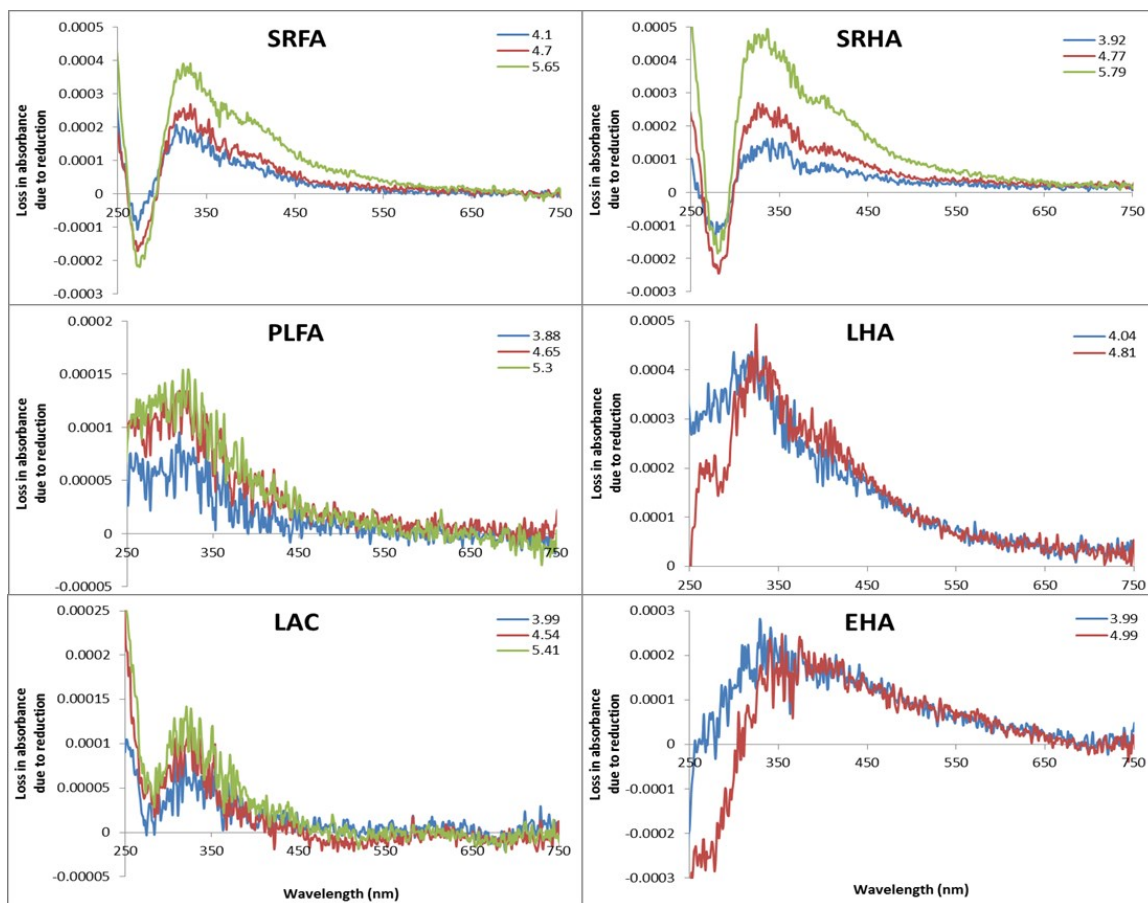 SRFA
4.1
4.7
5.65
0.0005
0.0004
0.0003
0.0002
0.0001
0
-0.0001
-0.0002
-0.0003
250 350 450 550 650 750
Loss in absorbance
due to reduction
SRHA
3.92
4.77
5.79
0.0005
0.0004
0.0003
0.0002
0.0001
0
-0.0001
-0.0002
-0.0003
250 350 450 550 650 750
Loss in absorbance
due to reduction
PLFA
3.88
4.65
5.3
0.0002
0.00015
0.0001
0.00005
0
-0.00005
250 350 450 550 650 750
Loss in absorbance
due to reduction
LHA
4.04
4.81
0.0005
0.0004
0.0003
0.0002
0.0001
0
250 350 450 550 650 750
Loss in absorbance
due to reduction
LAC
3.99
4.54
5.41
0.00025
0.0002
0.00015
0.0001
0.00005
0
-0.00005
250 350 450 550 650 750
Loss in absorbance
due to reduction
Wavelength (nm)
EHA
3.99
4.99
0.0003
0.0002
0.0001
0
-0.0001
-0.0002
-0.0003
250 350 450 550 650 750
Loss in absorbance
due to reduction
Wavelength (nm)